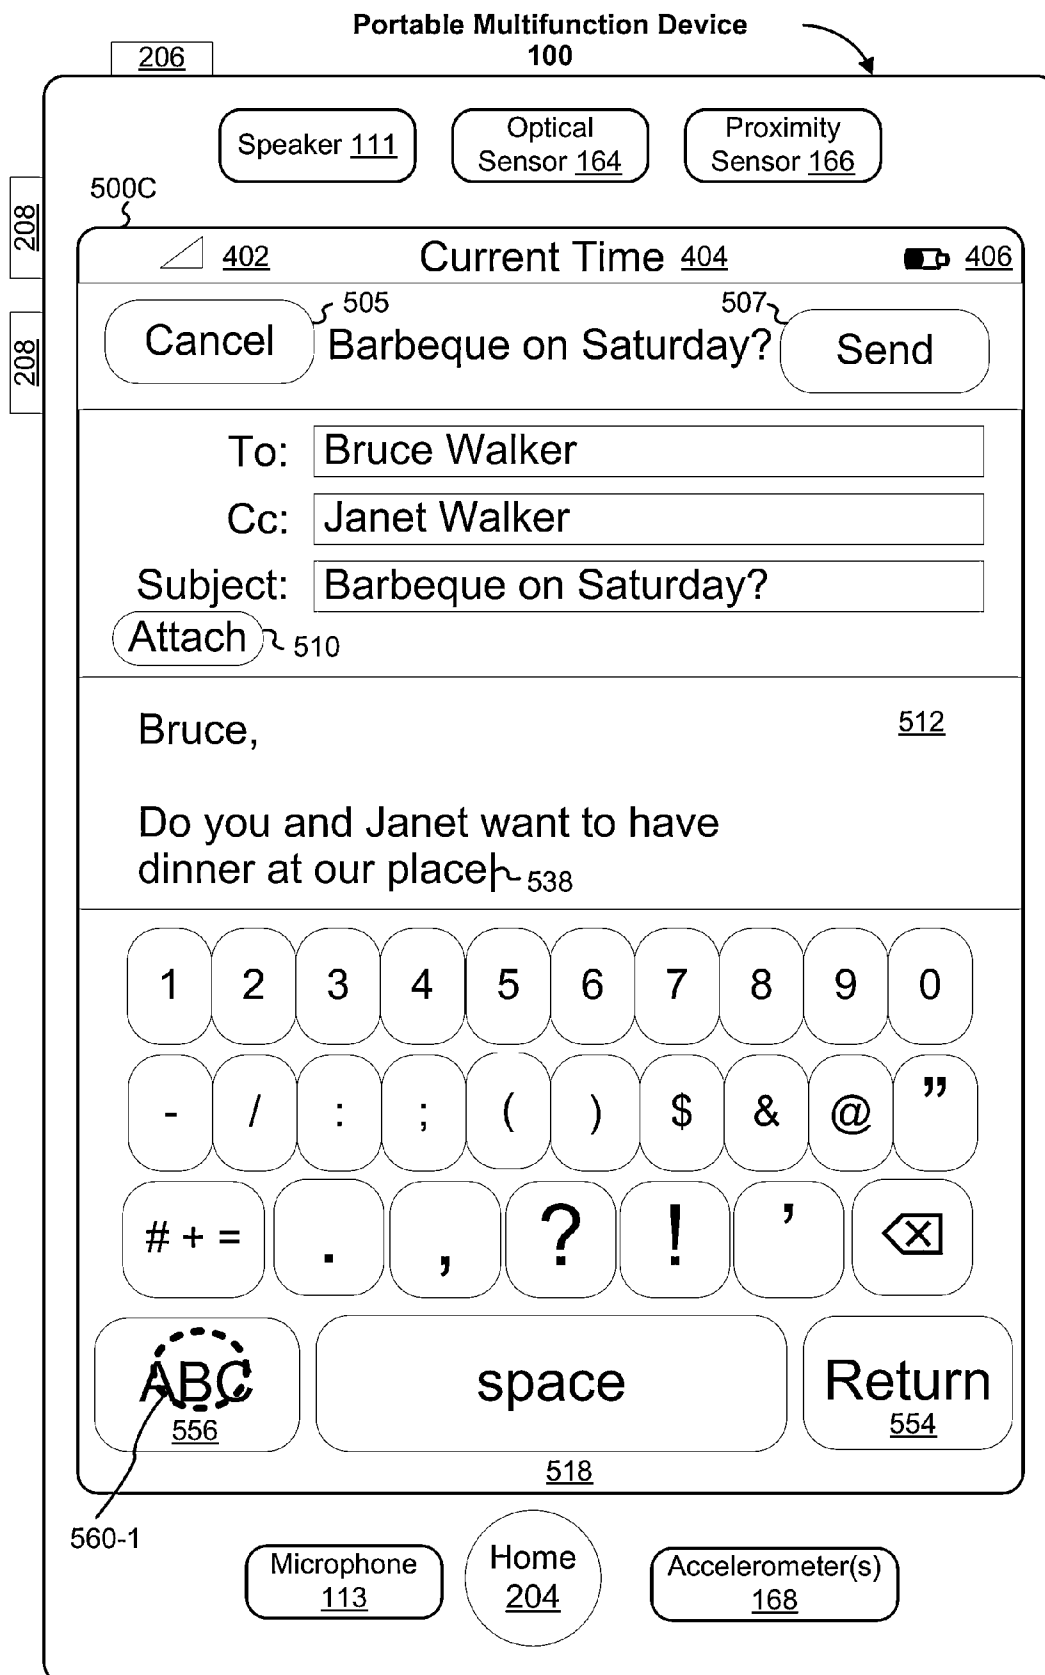 Portable Multifunction Device
100
206
Speaker 111
Optical
Sensor 164
Proximity
Sensor 166
208
500C
402 Current Time 404 406
505
507
Cancel Barbeque on Saturday? Send
208
To: Bruce Walker
Cc: Janet Walker
Subject: Barbeque on Saturday?
Attach 510
Bruce, 512
Do you and Janet want to have
dinner at our place 538
1 2 3 4 5 6 7 8 9 0
- / : ; ( ) $ & @ ”
# + = . , ? ! ’
ABC space Return
556 554
518
560-1
Microphone
113
Home
204
Accelerometer(s)
168